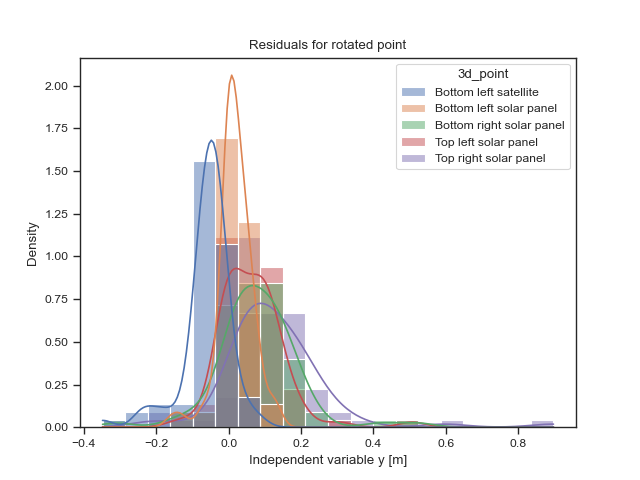 Residuals for rotated point
3d_point
Bottom left satellite
Bottom left solar panel
Bottom right solar panel
Top left solar panel
Top right solar panel
Density
2.00
1.75
1.50
1.25
1.00
0.75
0.50
0.25
0.00
−0.4 −0.2 0.0 0.2 0.4 0.6 0.8
Independent variable y [m]